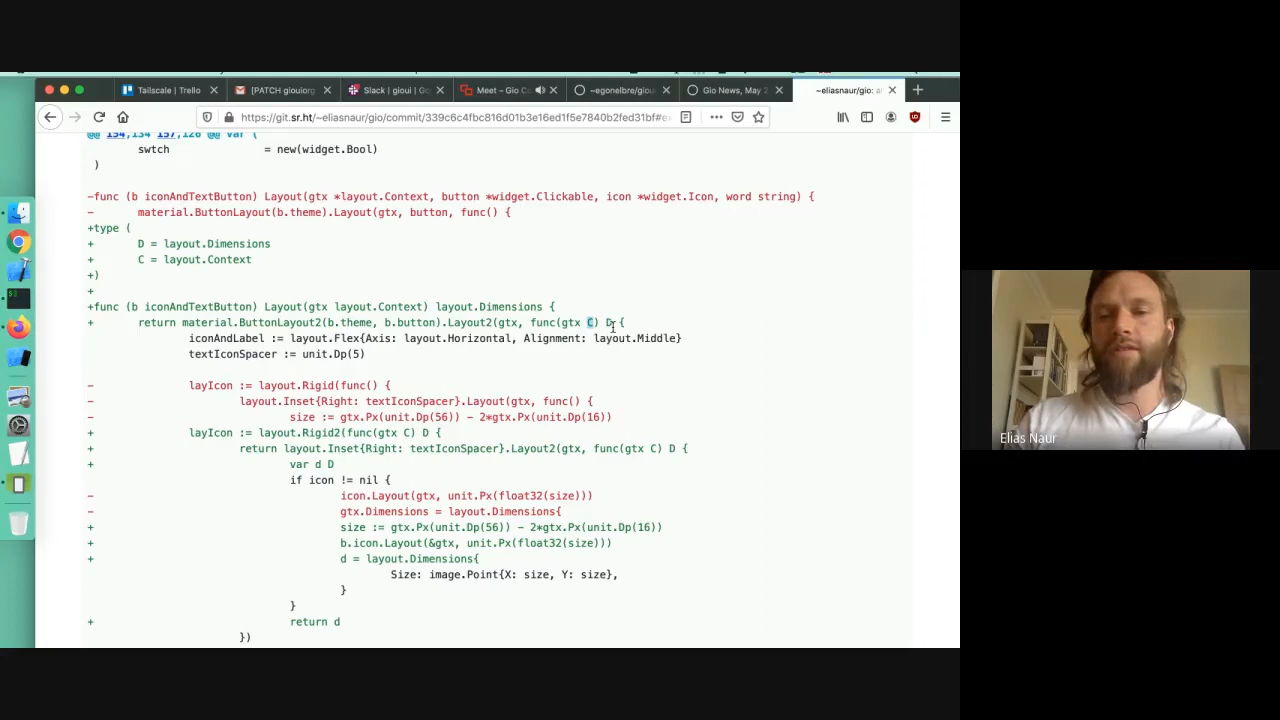 Tailscale | Trello
[PATCH giouiorg
Slack | gioui | Go
Meet – Gio C
~egonelbre/giou
Gio News, May 2
~eliasnaur/gio: a
https://git.sr.ht/~eliasnaur/gio/commit/339c6c4fbc816d01b3e16ed1f5e7840b2fed31bf#e
@@ 154,134 157,126 @@ var (
swtch = new(widget.Bool)
)
-func (b iconAndTextButton) Layout(gtx *layout.Context, button *widget.Clickable, icon *widget.Icon, word string) {
- material.ButtonLayout(b.theme).Layout(gtx, button, func() {
+type (
+ D = layout.Dimensions
+ C = layout.Context
+)
+
+func (b iconAndTextButton) Layout(gtx layout.Context) layout.Dimensions {
+ return material.ButtonLayout2(b.theme, b.button).Layout2(gtx, func(gtx C) D {
iconAndLabel := layout.Flex{Axis: layout.Horizontal, Alignment: layout.Middle}
textIconSpacer := unit.Dp(5)
- layIcon := layout.Rigid(func() {
- layout.Inset{Right: textIconSpacer}.Layout(gtx, func() {
- size := gtx.Px(unit.Dp(56)) - 2*gtx.Px(unit.Dp(16))
+ layIcon := layout.Rigid2(func(gtx C) D {
+ return layout.Inset{Right: textIconSpacer}.Layout2(gtx, func(gtx C) D {
+ var d D
if icon != nil {
- icon.Layout(gtx, unit.Px(float32(size)))
- gtx.Dimensions = layout.Dimensions{
+ size := gtx.Px(unit.Dp(56)) - 2*gtx.Px(unit.Dp(16))
+ b.icon.Layout(&gtx, unit.Px(float32(size)))
+ d = layout.Dimensions{
Size: image.Point{X: size, Y: size},
}
}
+ return d
})
Elias Naur